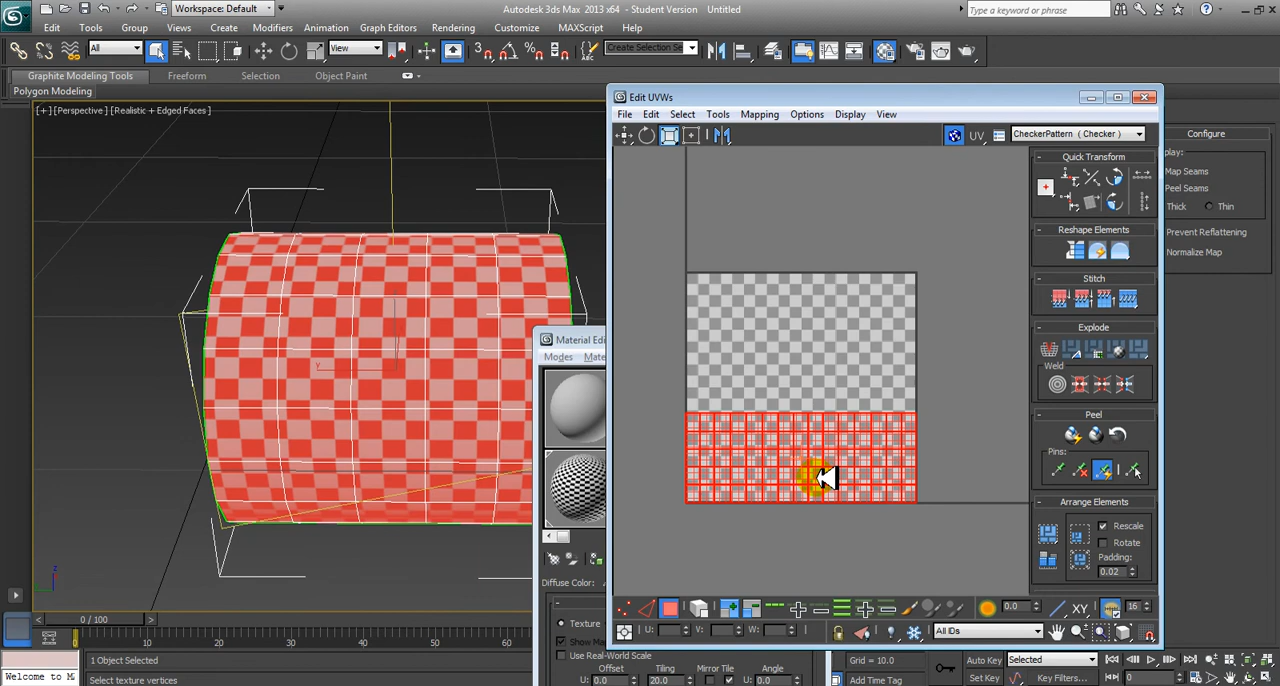 Workspace: Default
Autodesk 3ds Max 2013 x64 - Student Version Untitled
Type a keyword or phrase
Edit Tools Group Views Create Modifiers Animation Graph Editors Rendering Customize MAXScript Help
All View 3 Create Selection Se
Graphite Modeling Tools Freeform Selection Object Paint
Polygon Modeling
[ + ] [Perspective ] [Realistic + Edged Faces ]
Edit UVWs
File Edit Select Tools Mapping Options Display View
UV CheckerPattern ( Checker )
Configure
play:
Map Seams
Peel Seams
Thick Thin
Prevent Reflattening
Normalize Map
Quick Transform
Reshape Elements
Stitch
Explode
Weld
Peel
Pins:
Arrange Elements
Rescale
Rotate
Padding:
0.02
Y
z
Material Edi
Modes Mate
Diffuse Color:
Texture
Show Ma
Use Real-World Scale
Offset Tiling Mirror Tile Angle
U: 0.0 20.0 U: 0.0
0.0 XY 16
U: V: W: All IDs
0 / 100
0 10 20 30 40 50 60
1 Object Selected
Welcome to M Select texture vertices
Grid = 10.0 Auto Key Selected
Add Time Tag Set Key Key Filters... 0